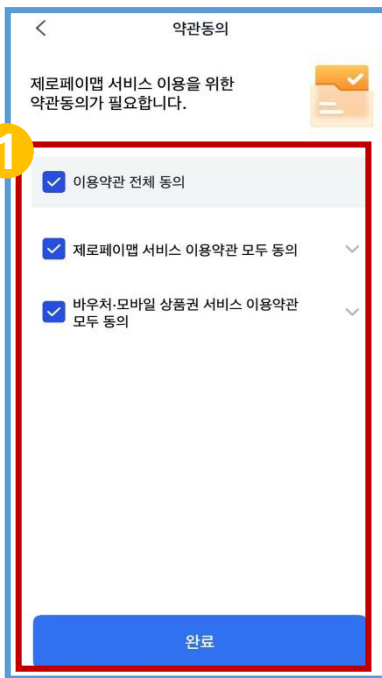 약관동의
제로페이맵 서비스 이용을 위한
약관동의가 필요합니다.
1
이용약관 전체 동의
제로페이맵 서비스 이용약관 모두 동의
바우처·모바일 상품권 서비스 이용약관
모두 동의
완료